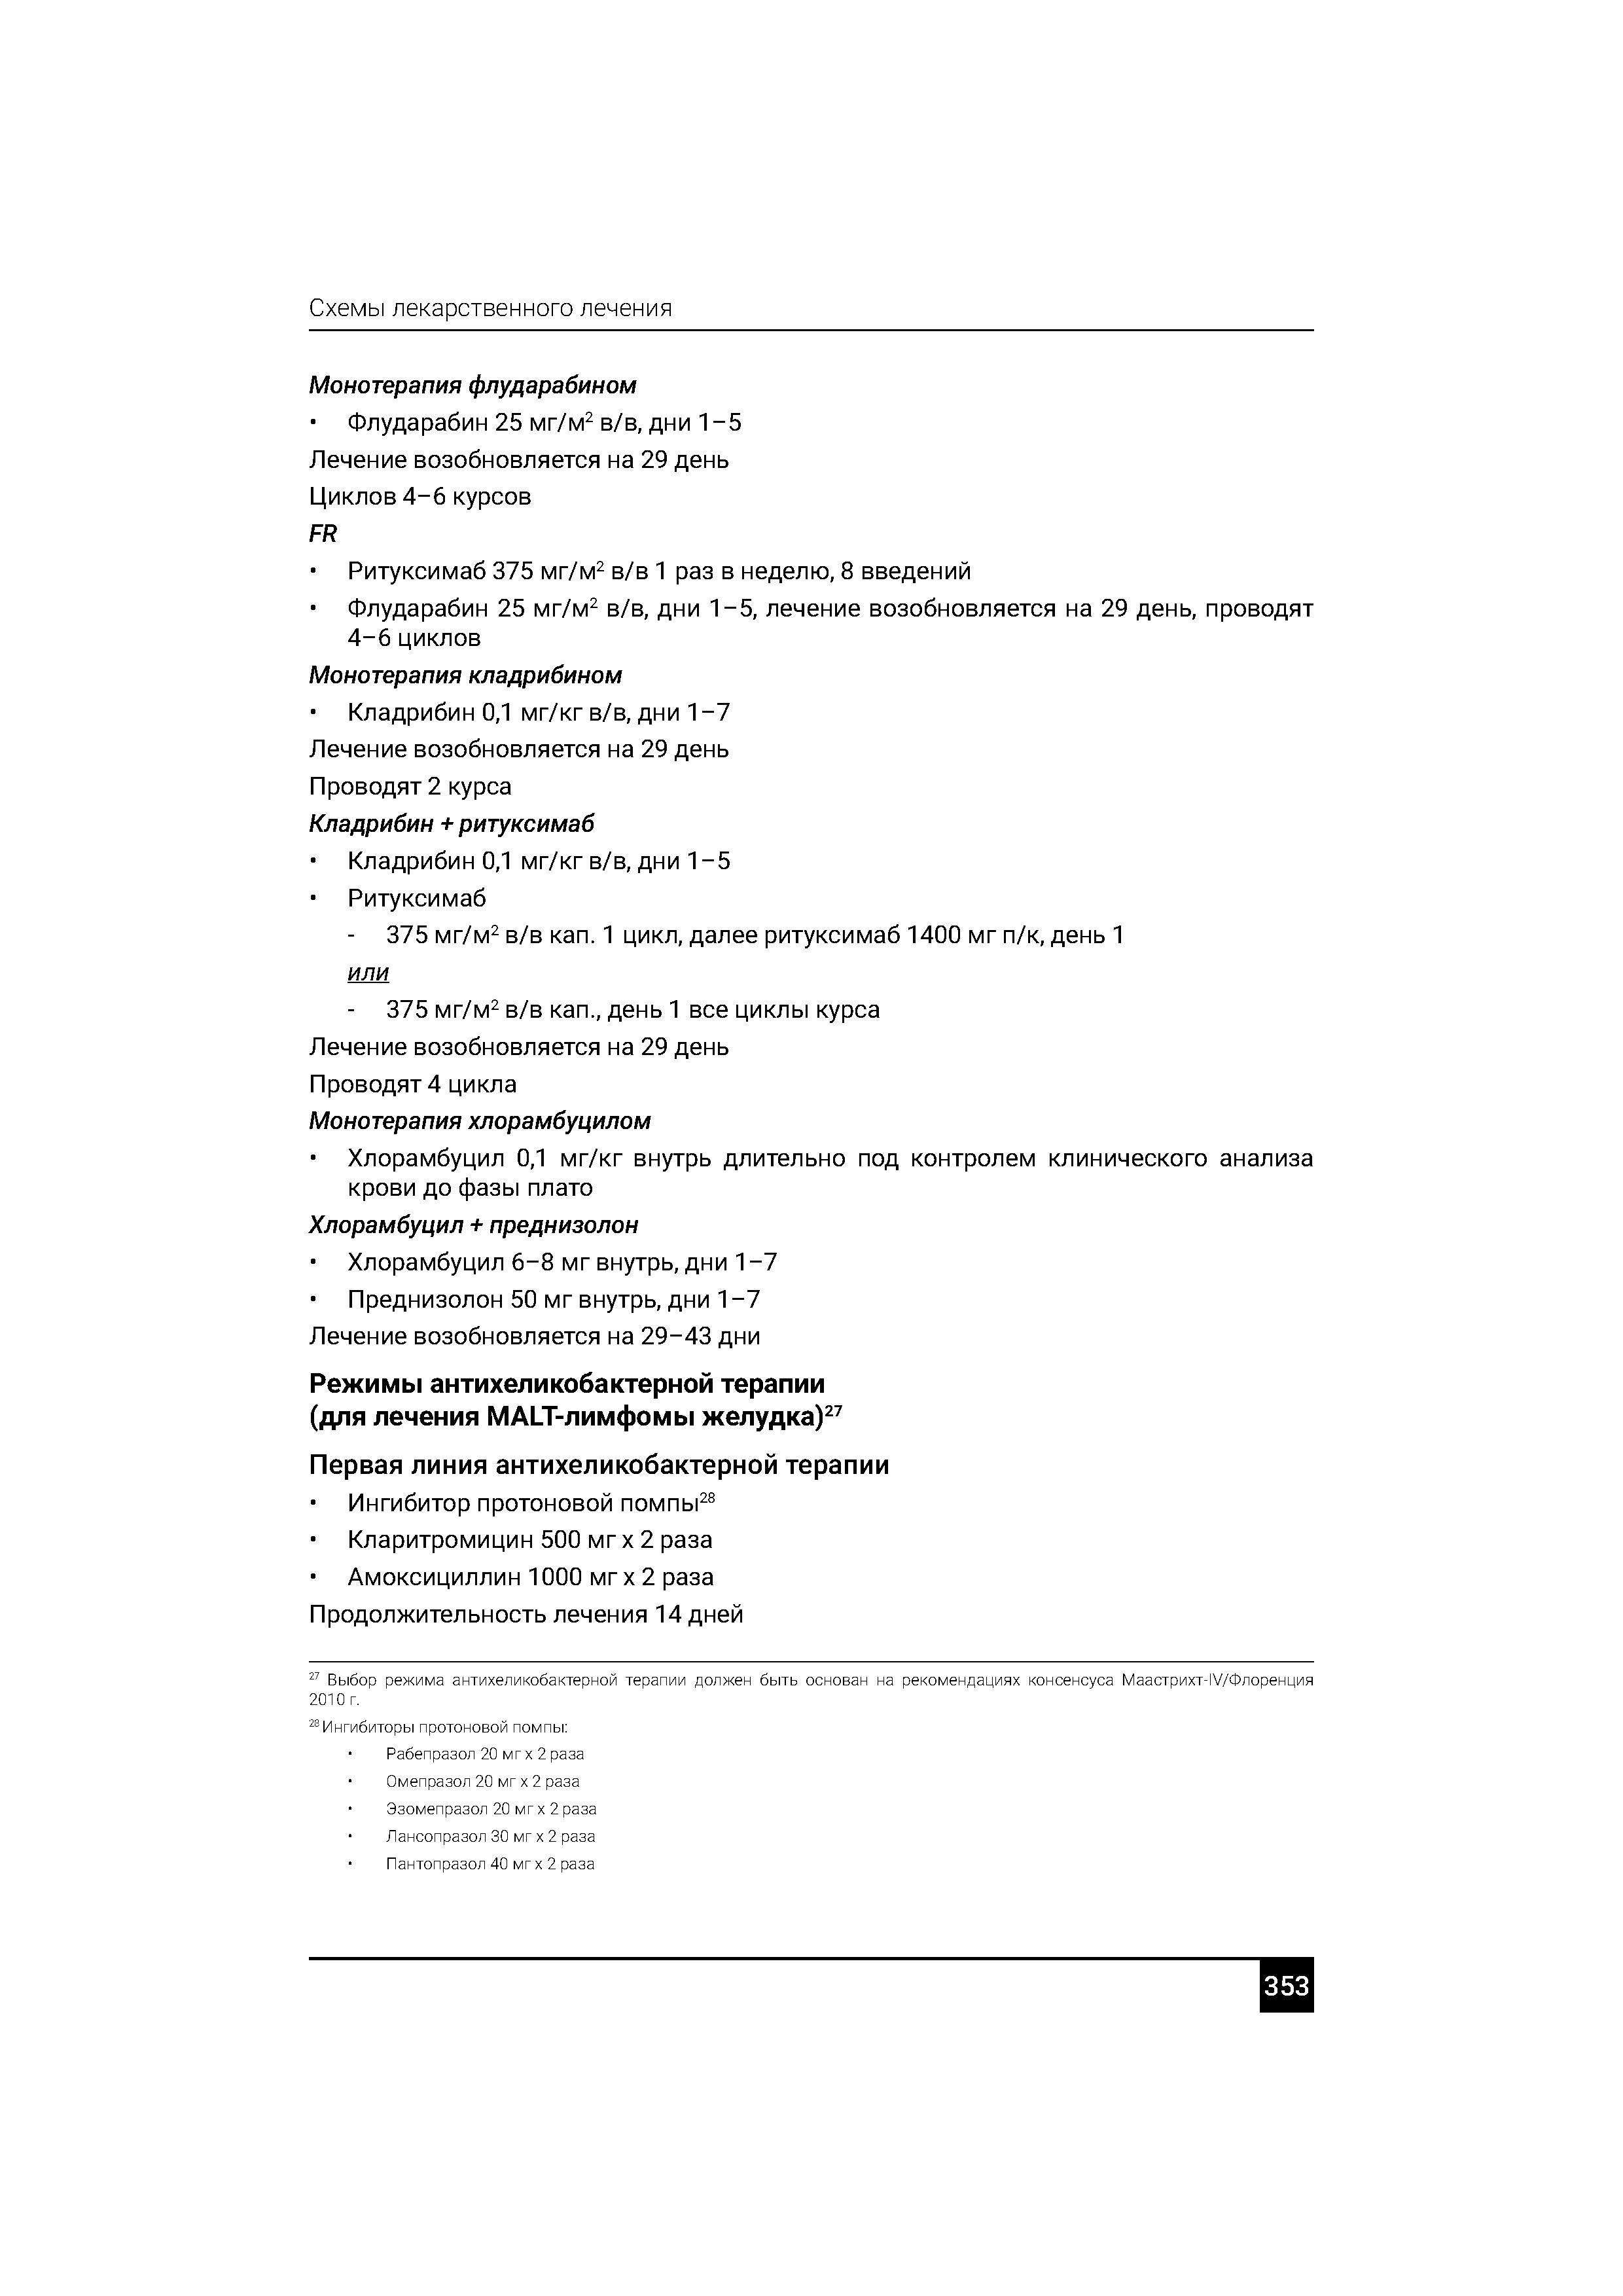 Схемы лекарственного лечения
Монотерапия флударабином
• Флударабин 25 мг/м² в/в, дни 1–5
Лечение возобновляется на 29 день
Циклов 4–6 курсов
FR
• Ритуксимаб 375 мг/м² в/в 1 раз в неделю, 8 введений
• Флударабин 25 мг/м² в/в, дни 1–5, лечение возобновляется на 29 день, проводят
4–6 циклов
Монотерапия кладрибином
• Кладрибин 0,1 мг/кг в/в, дни 1–7
Лечение возобновляется на 29 день
Проводят 2 курса
Кладрибин + ритуксимаб
• Кладрибин 0,1 мг/кг в/в, дни 1–5
• Ритуксимаб
- 375 мг/м² в/в кап. 1 цикл, далее ритуксимаб 1400 мг п/к, день 1
или
- 375 мг/м² в/в кап., день 1 все циклы курса
Лечение возобновляется на 29 день
Проводят 4 цикла
Монотерапия хлорамбуцилом
• Хлорамбуцил 0,1 мг/кг внутрь длительно под контролем клинического анализа
крови до фазы плато
Хлорамбуцил + преднизолон
• Хлорамбуцил 6–8 мг внутрь, дни 1–7
• Преднизолон 50 мг внутрь, дни 1–7
Лечение возобновляется на 29–43 дни
Режимы антихеликобактерной терапии
(для лечения MALT-лимфомы желудка)²⁷
Первая линия антихеликобактерной терапии
• Ингибитор протоновой помпы²⁸
• Кларитромицин 500 мг х 2 раза
• Амоксициллин 1000 мг х 2 раза
Продолжительность лечения 14 дней
²⁷ Выбор режима антихеликобактерной терапии должен быть основан на рекомендациях консенсуса Маастрихт-IV/Флоренция
2010 г.
²⁸ Ингибиторы протоновой помпы:
• Рабепразол 20 мг х 2 раза
• Омепразол 20 мг х 2 раза
• Эзомепразол 20 мг х 2 раза
• Лансопразол 30 мг х 2 раза
• Пантопразол 40 мг х 2 раза
353